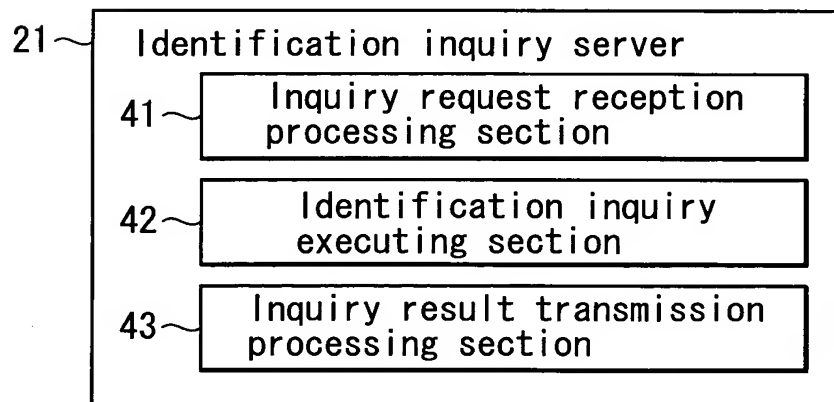 21 Identification inquiry server
41 Inquiry request reception
processing section
42 Identification inquiry
executing section
43 Inquiry result transmission
processing section